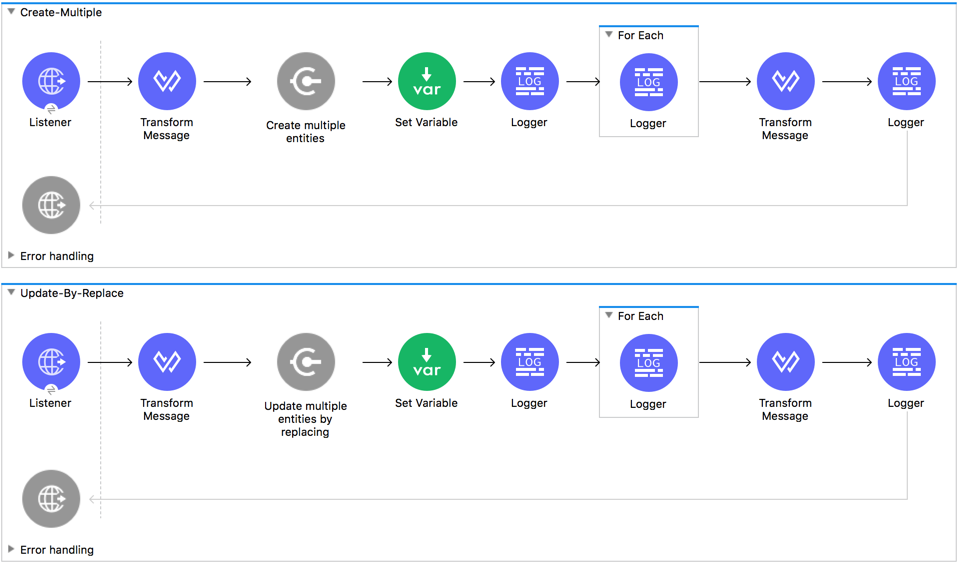 Create-Multiple
For Each
LOG
LOG
LOG
var
Listener
Transform
Message
Create multiple
entities
Set Variable
Logger
Logger
Transform
Message
Logger
Error handling
Update-By-Replace
For Each
LOG
LOG
LOG
var
Listener
Transform
Message
Update multiple
entities by
replacing
Set Variable
Logger
Logger
Transform
Message
Logger
Error handling